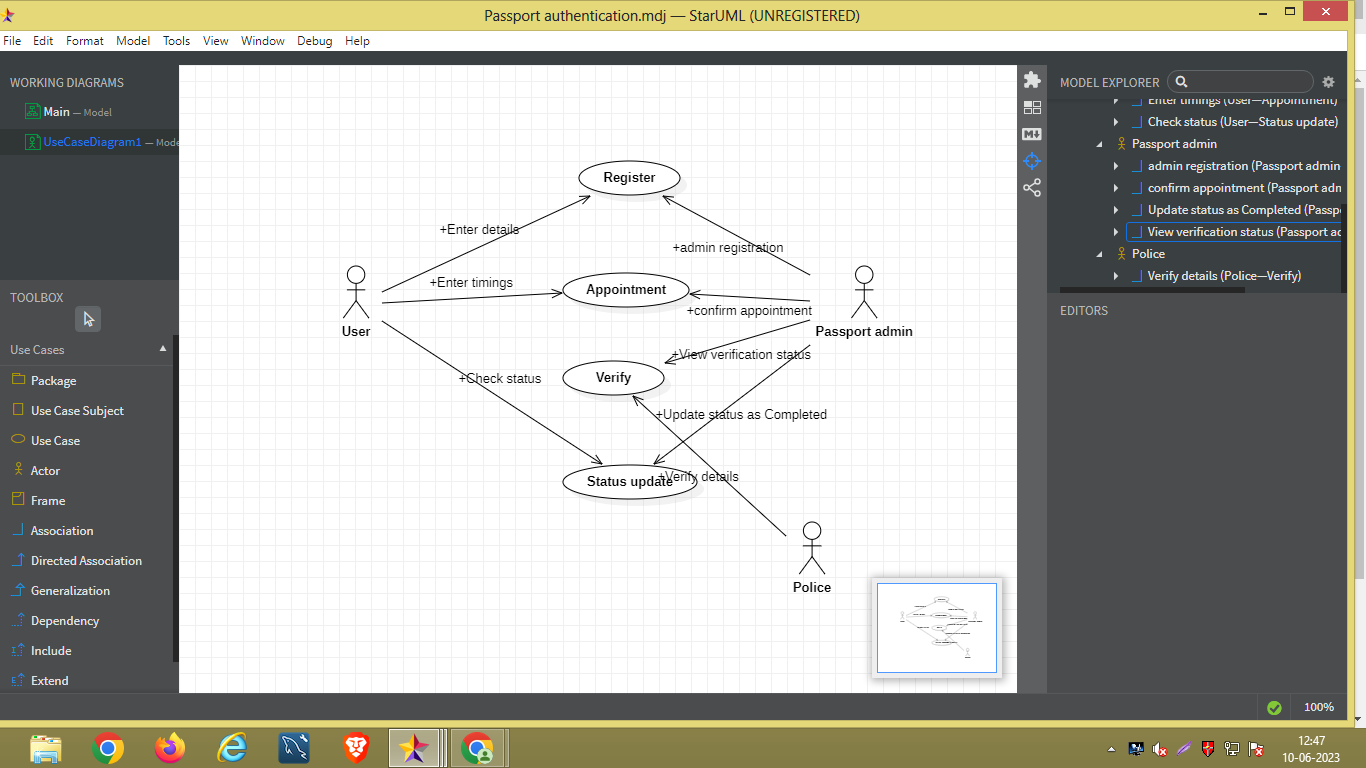 Passport authentication.mdj — StarUML (UNREGISTERED)
File Edit Format Model Tools View Window Debug Help
WORKING DIAGRAMS
Main — Model
UseCaseDiagram1 — Mode
TOOLBOX
Use Cases
Package
Use Case Subject
Use Case
Actor
Frame
Association
Directed Association
Generalization
Dependency
Include
Extend
Register
+Enter details
+admin registration
+Enter timings
Appointment
+confirm appointment
User
Passport admin
+View verification status
Verify
+Check status
+Update status as Completed
Status update
+Verify details
Police
MODEL EXPLORER
Enter timings (User—Appointment)
Check status (User—Status update)
Passport admin
admin registration (Passport admin
confirm appointment (Passport adm
Update status as Completed (Passp
View verification status (Passport ad
Police
Verify details (Police—Verify)
EDITORS
100%
12:47
10-06-2023